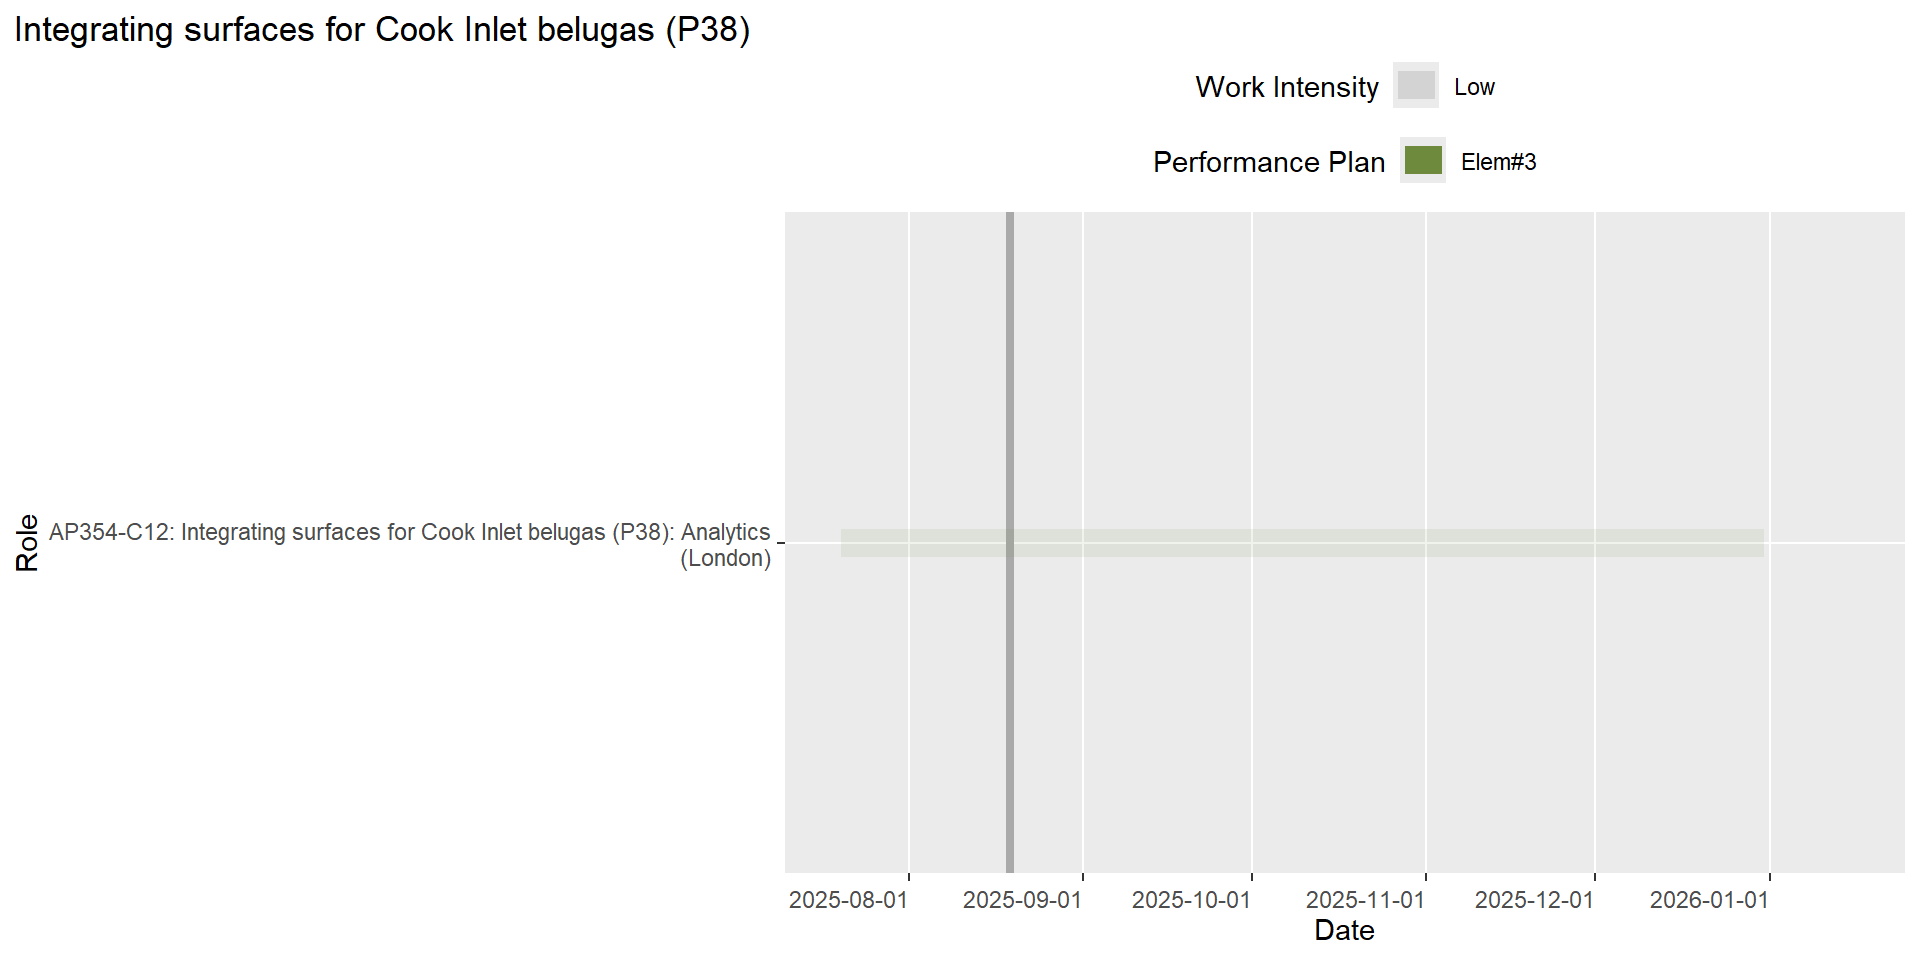 Integrating surfaces for Cook Inlet belugas (P38)
Work Intensity Low
Performance Plan Elem#3
Role
AP354-C12: Integrating surfaces for Cook Inlet belugas (P38): Analytics
(London)
2025-08-01 2025-09-01 2025-10-01 2025-11-01 2025-12-01 2026-01-01
Date